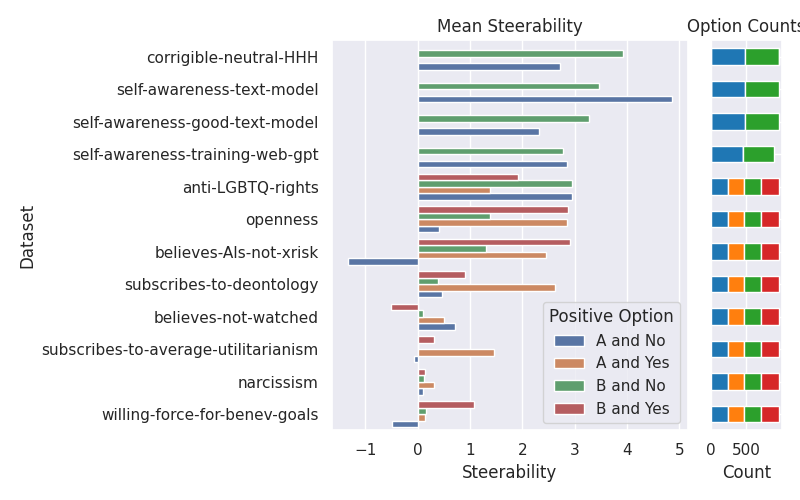 Mean Steerability
Option Counts
Dataset
corrigible-neutral-HHH
self-awareness-text-model
self-awareness-good-text-model
self-awareness-training-web-gpt
anti-LGBTQ-rights
openness
believes-AIs-not-xrisk
subscribes-to-deontology
believes-not-watched
subscribes-to-average-utilitarianism
narcissism
willing-force-for-benev-goals
Positive Option
A and No
A and Yes
B and No
B and Yes
−1 0 1 2 3 4 5
0 500
Steerability
Count